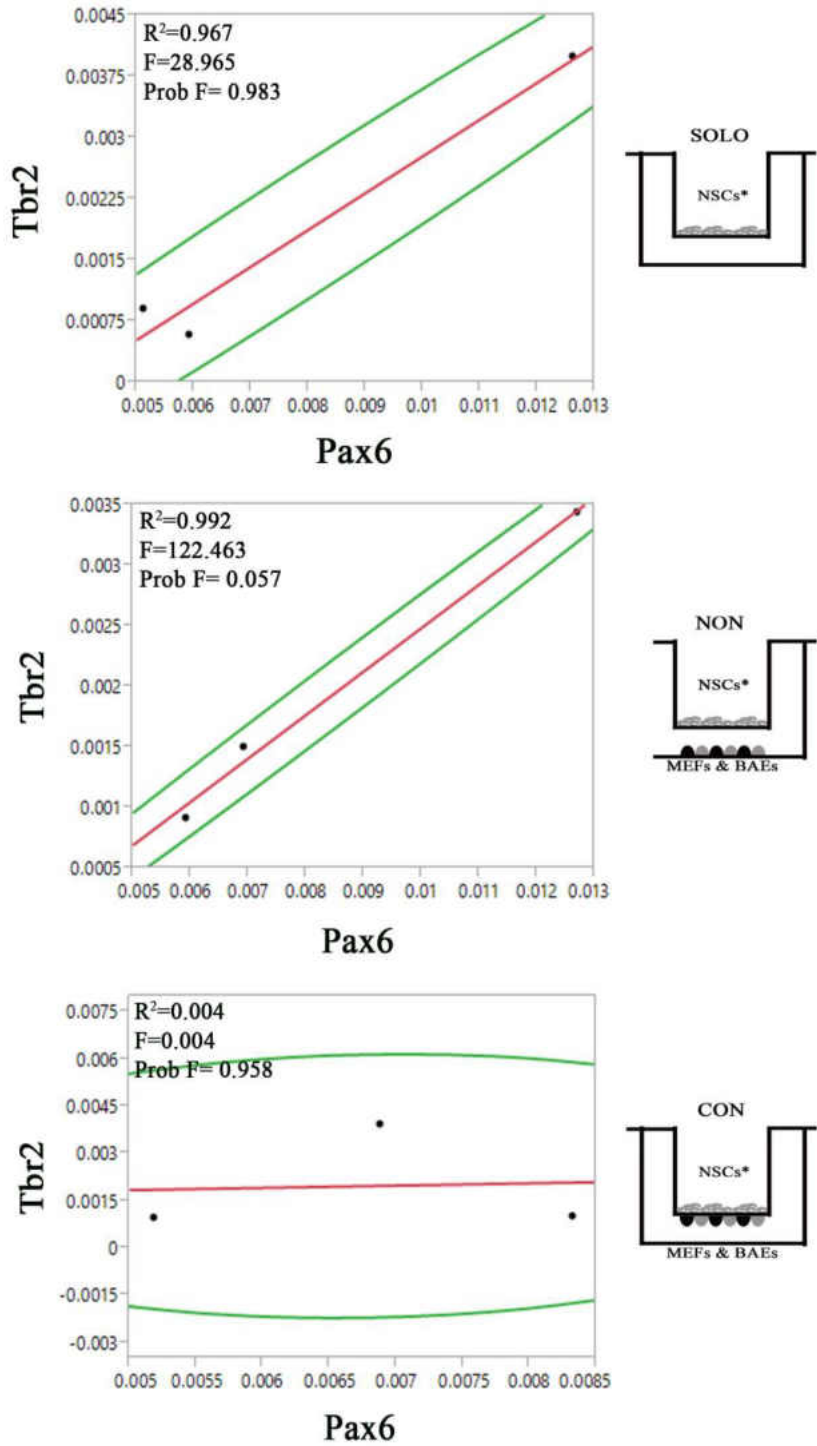 R²=0.967
F=28.965
Prob F= 0.983
0.0045
0.00375
0.003
0.00225
0.0015
0.00075
0
Tbr2
0.005 0.006 0.007 0.008 0.009 0.01 0.011 0.012 0.013
Pax6
SOLO
NSCs*
R²=0.992
F=122.463
Prob F= 0.057
0.0035
0.003
0.0025
0.002
0.0015
0.001
0.0005
Tbr2
0.005 0.006 0.007 0.008 0.009 0.01 0.011 0.012 0.013
Pax6
NON
NSCs*
MEFs & BAEs
R²=0.004
F=0.004
Prob F= 0.958
0.0075
0.006
0.0045
0.003
0.0015
0
-0.0015
-0.003
Tbr2
0.005 0.0055 0.006 0.0065 0.007 0.0075 0.008 0.0085
Pax6
CON
NSCs*
MEFs & BAEs